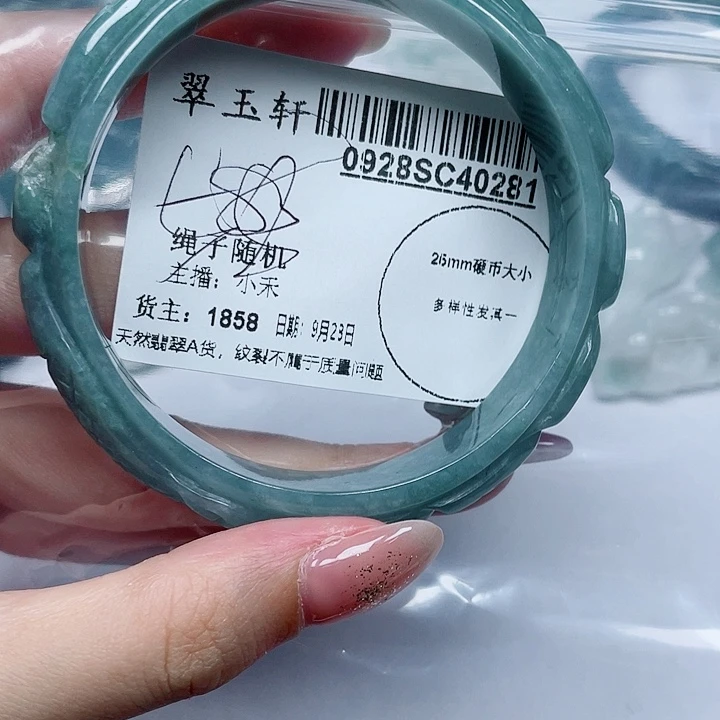 翠玉轩
0928SC40281
绳子随机
主播：小禾
货主：1858 日期：9月28日
天然翡翠A货，纹裂不属于质量问题
26mm硬币大小
多样性发其一